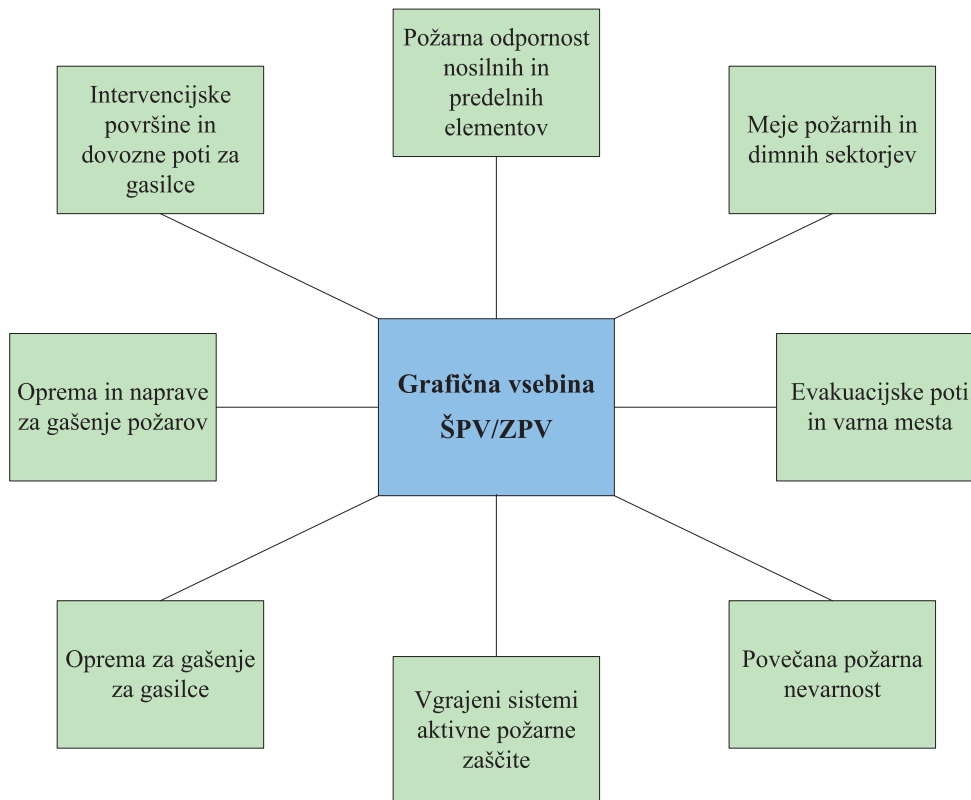 Požarna odpornost
nosilnih in
predelnih
elementov
Intervencijske
površine in
dovozne poti za
gasilce
Meje požarnih in
dimnih sektorjev
Oprema in naprave
za gašenje požarov
Grafična vsebina
ŠPV/ZPV
Evakuacijske poti
in varna mesta
Oprema za gašenje
za gasilce
Vgrajeni sistemi
aktivne požarne
zaščite
Povečana požarna
nevarnost